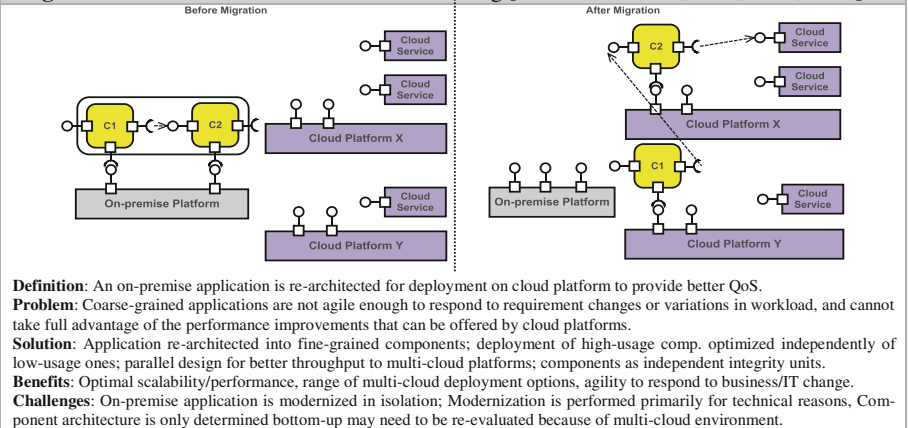 Before Migration
After Migration
Cloud
Service
Cloud
Service
C1
C2
Cloud Platform X
On-premise Platform
Cloud
Service
Cloud Platform Y
C2
Cloud
Service
Cloud
Service
Cloud Platform X
C1
On-premise Platform
Cloud
Service
Cloud Platform Y
Definition: An on-premise application is re-architected for deployment on cloud platform to provide better QoS.
Problem: Coarse-grained applications are not agile enough to respond to requirement changes or variations in workload, and cannot
take full advantage of the performance improvements that can be offered by cloud platforms.
Solution: Application re-architected into fine-grained components; deployment of high-usage comp. optimized independently of
low-usage ones; parallel design for better throughput to multi-cloud platforms; components as independent integrity units.
Benefits: Optimal scalability/performance, range of multi-cloud deployment options, agility to respond to business/IT change.
Challenges: On-premise application is modernized in isolation; Modernization is performed primarily for technical reasons, Com-
ponent architecture is only determined bottom-up may need to be re-evaluated because of multi-cloud environment.